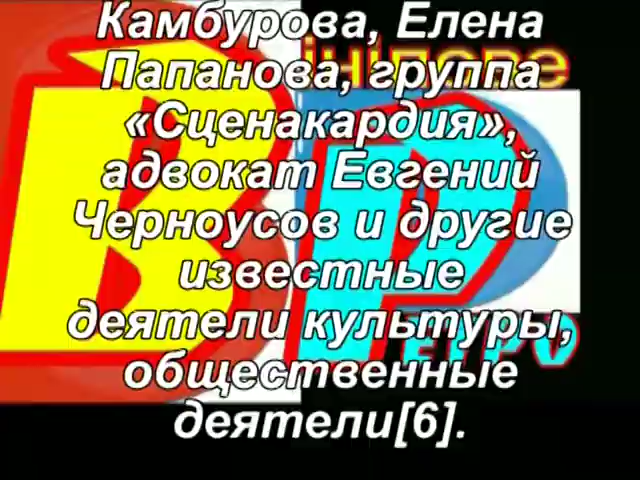 Камбурова, Елена
Папанова, группа
«Сценакардия»,
адвокат Евгений
Черноусов и другие
известные
деятели культуры,
общественные
деятели[6].
В
Р